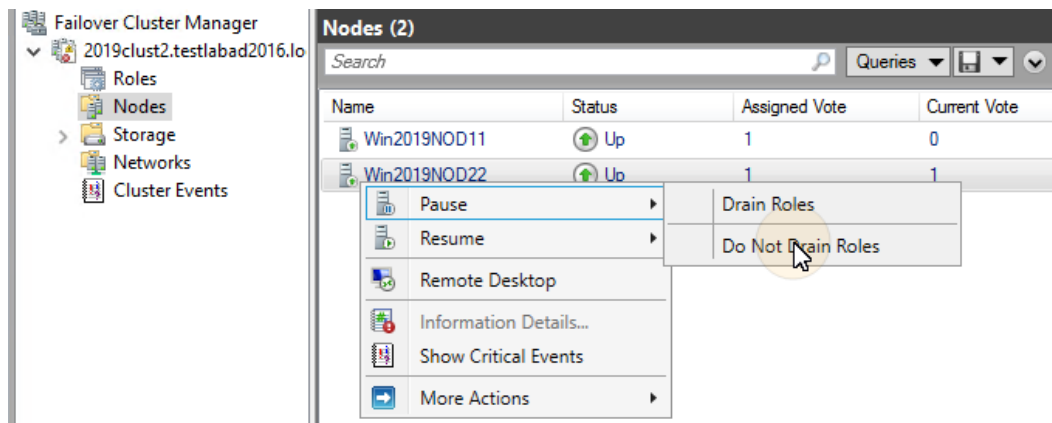 Failover Cluster Manager
2019clust2.testlabad2016.lo
Roles
Nodes
Storage
Networks
Cluster Events
Nodes (2)
Search
Queries
Name Status Assigned Vote Current Vote
Win2019NOD11 Up 1 0
Win2019NOD22 Up 1 1
Pause
Resume
Remote Desktop
Information Details...
Show Critical Events
More Actions
Drain Roles
Do Not Drain Roles